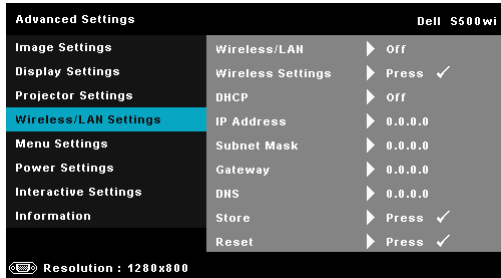 Advanced Settings Dell S500wi
Image Settings
Display Settings
Projector Settings
Wireless/LAN Settings
Menu Settings
Power Settings
Interactive Settings
Information
Wireless/LAN Off
Wireless Settings Press ✓
DHCP Off
IP Address 0.0.0.0
Subnet Mask 0.0.0.0
Gateway 0.0.0.0
DNS 0.0.0.0
Store Press ✓
Reset Press ✓
Resolution : 1280x800